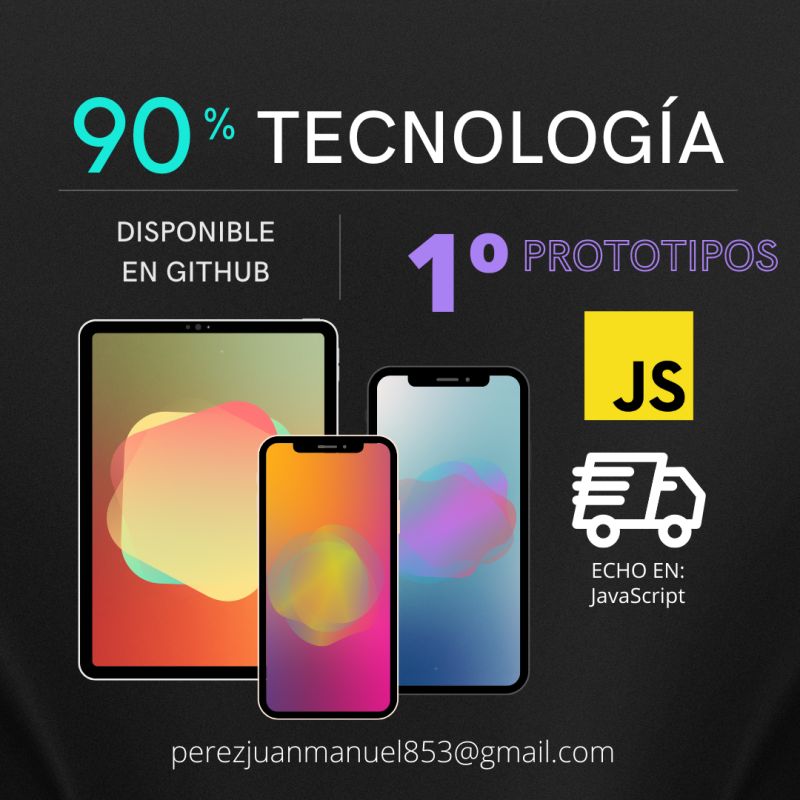 90% TECNOLOGÍA
DISPONIBLE
EN GITHUB
1º PROTOTIPOS
JS
ECHO EN:
JavaScript
perezjuanmanuel853@gmail.com